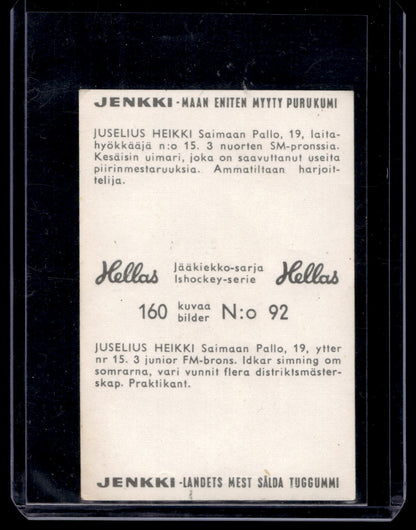 JENKKI - MAAN ENITEN MYYTY PURUKUMI
JUSELIUS HEIKKI Saimaan Pallo, 19, laita-
hyökkääjä n:o 15. 3 nuorten SM-pronssia.
Kesäisin uimari, joka on saavuttanut useita
piirinmestaruuksia. Ammatiltaan harjoit-
telija.
Hellas Jääkiekko-sarja Hellas
Ishockey-serie
160 kuvaa N:o 92
bilder
JUSELIUS HEIKKI Saimaan Pallo, 19, ytter
nr 15. 3 junior FM-brons. Idkar simning om
somrarna, vari vunnit flera distriktsmäster-
skap. Praktikant.
JENKKI - LANDETS MEST SÅLDA TUGGUMMI